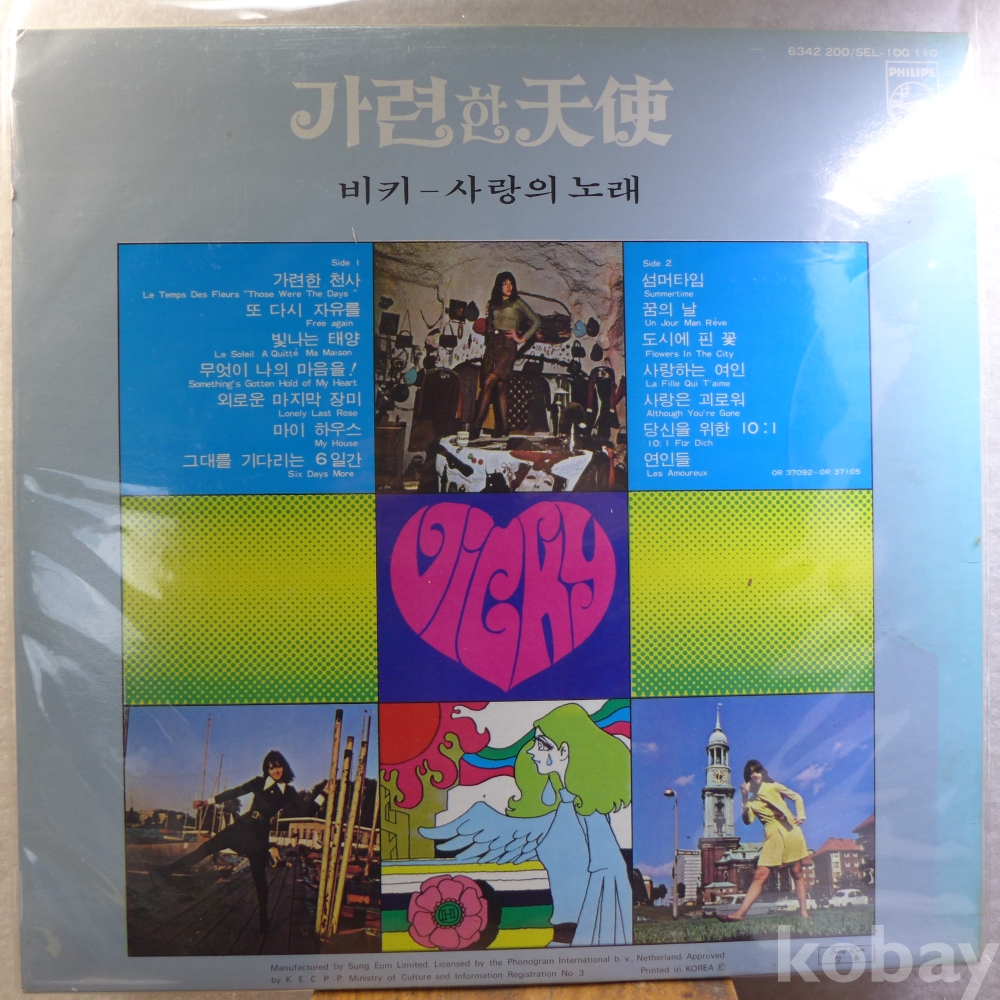 6342 200/SEL-100 110
PHILIPS
가련한 天使
비키 – 사랑의 노래
Side 1
가련한 천사
Le Temps Des Fleurs "Those Were The Days"
또 다시 자유를
Free again
빛나는 태양
Le Soleil A Quitté Ma Maison
무엇이 나의 마음을!
Something's Gotten Hold of My Heart
외로운 마지막 장미
Lonely Last Rose
마이 하우스
My House
그대를 기다리는 6일간
Six Days More
Side 2
섬머타임
Summertime
꿈의 날
Un Jour Man Rêve
도시에 핀 꽃
Flowers In The City
사랑하는 여인
La Fille Qui T'aime
사랑은 괴로워
Although You're Gone
당신을 위한 10:1
10:1 Für Dich
연인들
Les Amoureux
OR 37092–OR 37105
VICKY
H
Manufactured by Sung Eum Limited. Licensed by the Phonogram International b. v., Netherland. Approved
by K. E. C. P. P. Ministry of Culture and Information Registration No. 3
Printed in KOREA Ⓔ
kobay